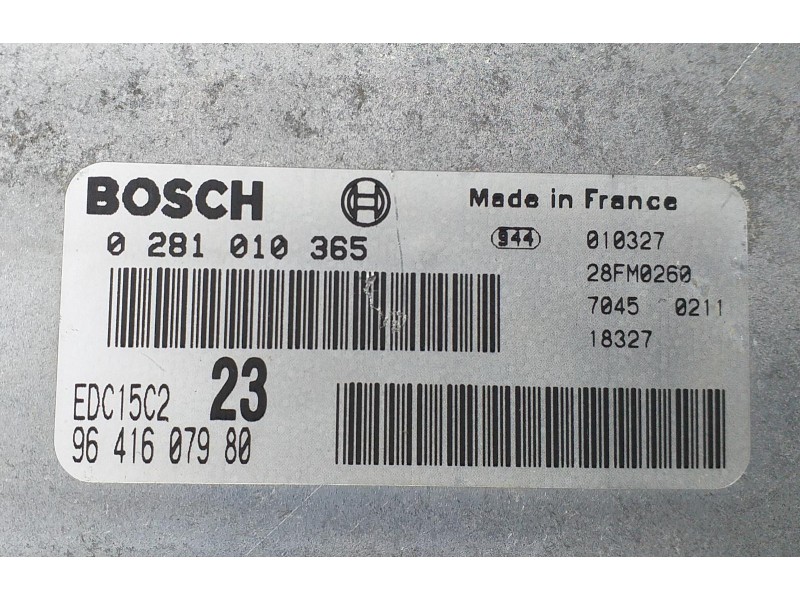 BOSCH
Made in France
0 281 010 365
944 010327
28FM0260
7045 0211
18327
EDC15C2 23
96 416 079 80